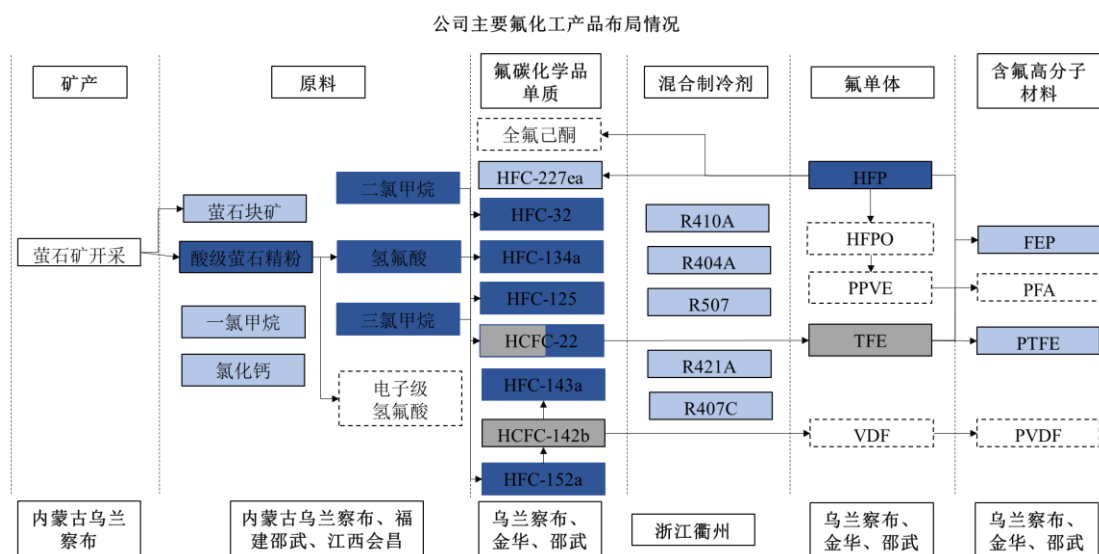 公司主要氟化工产品布局情况
矿产
原料
氟碳化学品
单质
混合制冷剂
氟单体
含氟高分子
材料
全氟己酮
二氯甲烷
HFC-227ea
HFP
萤石块矿
HFC-32
R410A
HFPO
FEP
萤石矿开采
酸级萤石精粉
氢氟酸
HFC-134a
R404A
PPVE
PFA
一氯甲烷
三氯甲烷
HFC-125
R507
氯化钙
HCFC-22
TFE
PTFE
R421A
电子级
氢氟酸
HFC-143a
R407C
HCFC-142b
VDF
PVDF
HFC-152a
内蒙古乌兰
察布
内蒙古乌兰察布、福
建邵武、江西会昌
乌兰察布、
金华、邵武
浙江衢州
乌兰察布、
金华、邵武
乌兰察布、
金华、邵武